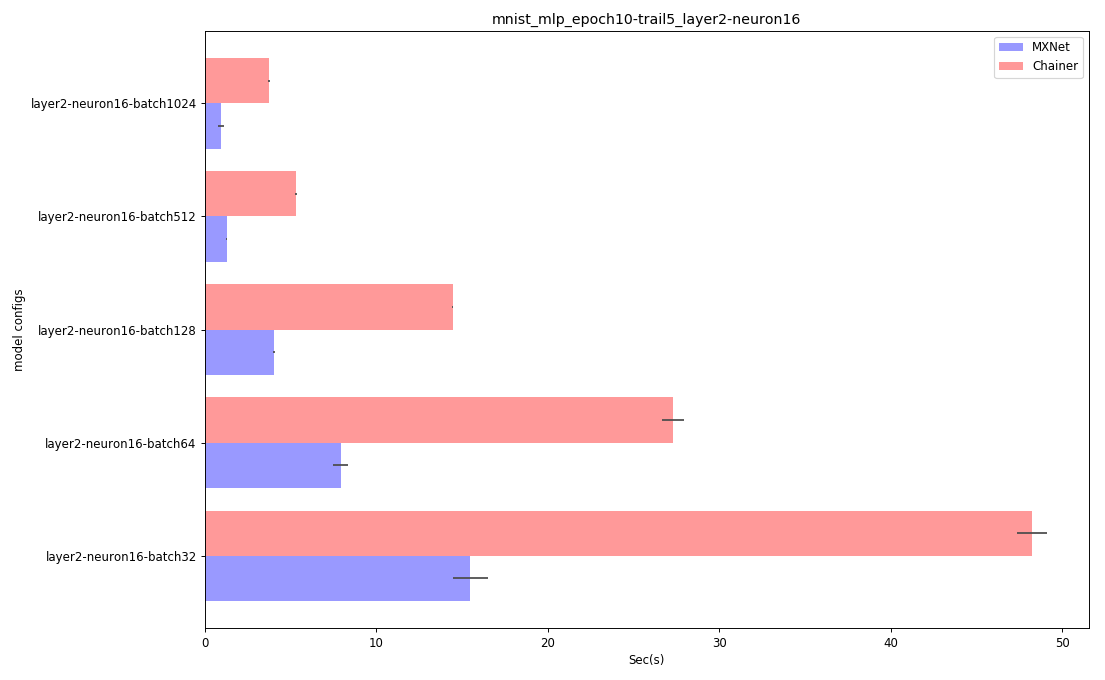 mnist_mlp_epoch10-trail5_layer2-neuron16
MXNet
Chainer
layer2-neuron16-batch1024
layer2-neuron16-batch512
layer2-neuron16-batch128
layer2-neuron16-batch64
layer2-neuron16-batch32
model configs
0 10 20 30 40 50
Sec(s)